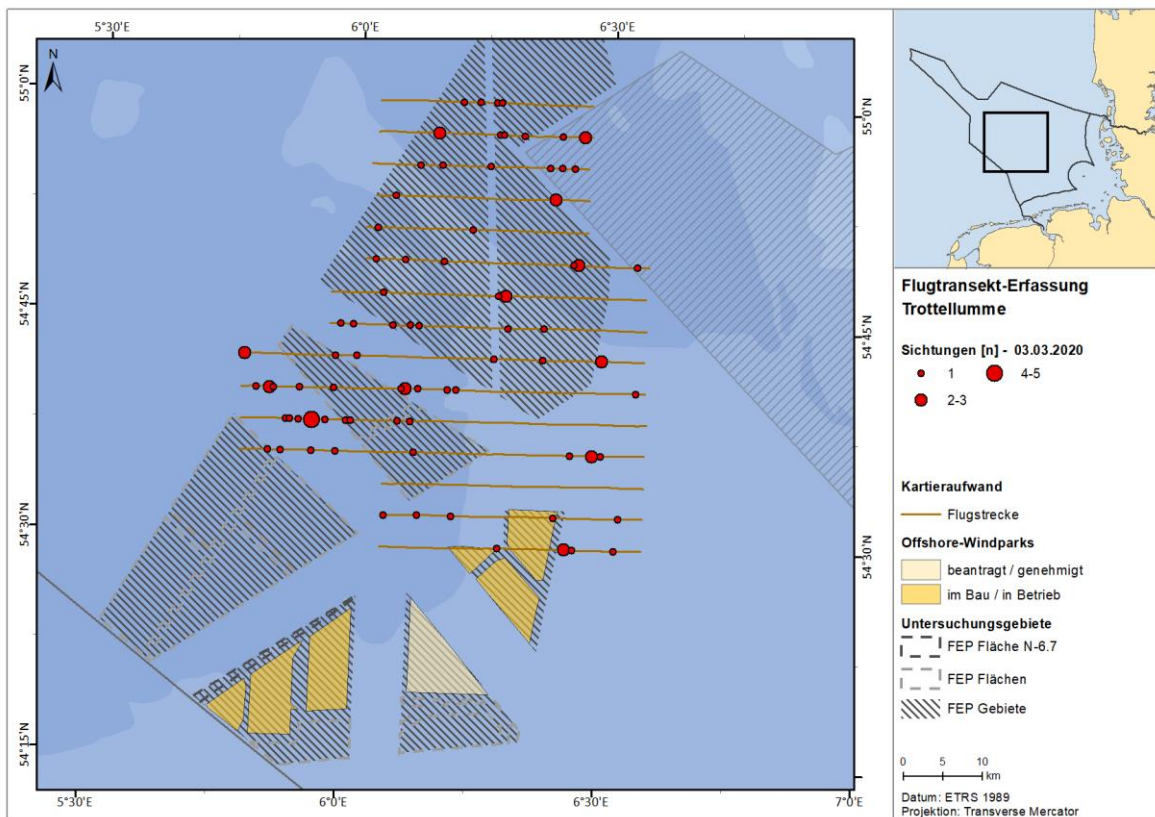 5°30'E 6°0'E 6°30'E
N
55°0'N
55°0'N
54°45'N
54°45'N
54°30'N
54°30'N
54°15'N
5°30'E 6°0'E 6°30'E 7°0'E
Flugtransekt-Erfassung
Trottellumme
Sichtungen [n] - 03.03.2020
1 4-5
2-3
Kartieraufwand
Flugstrecke
Offshore-Windparks
beantragt / genehmigt
im Bau / in Betrieb
Untersuchungsgebiete
FEP Fläche N-6.7
FEP Flächen
FEP Gebiete
0 5 10
km
Datum: ETRS 1989
Projektion: Transverse Mercator